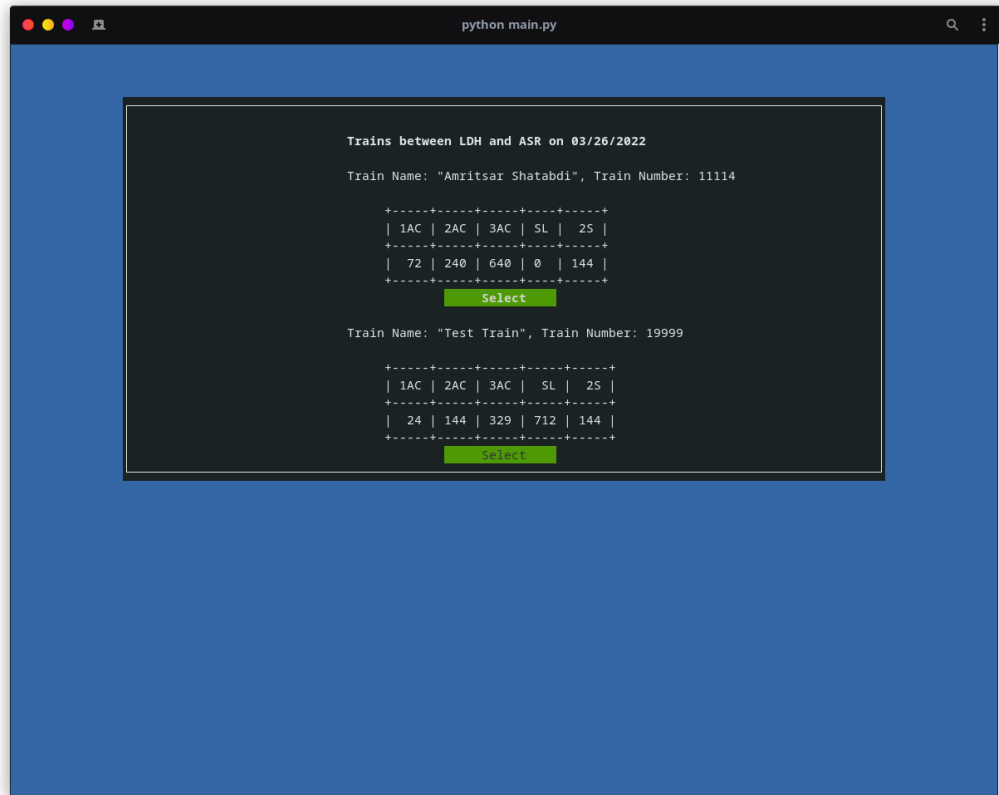 python main.py
Trains between LDH and ASR on 03/26/2022
Train Name: "Amritsar Shatabdi", Train Number: 11114
+-----+-----+-----+----+-----+
| 1AC | 2AC | 3AC | SL |  2S |
+-----+-----+-----+----+-----+
|  72 | 240 | 640 | 0  | 144 |
+-----+-----+-----+----+-----+
Select
Train Name: "Test Train", Train Number: 19999
+-----+-----+-----+-----+-----+
| 1AC | 2AC | 3AC |  SL |  2S |
+-----+-----+-----+-----+-----+
|  24 | 144 | 329 | 712 | 144 |
+-----+-----+-----+-----+-----+
Select